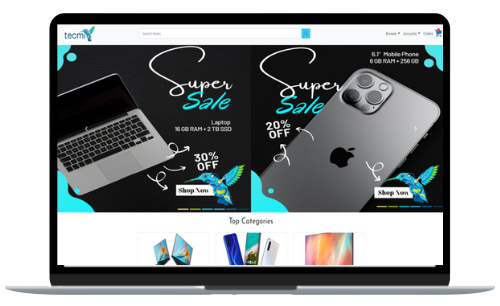 tecmi
Search Items
Browse
Account
Orders
Super
Sale
Laptop
16 GB RAM + 2 TB SSD
30%
OFF
Shop Now
6.1" Mobile Phone
6 GB RAM + 256 GB
Super
Sale
20%
OFF
Shop Now
Top Categories